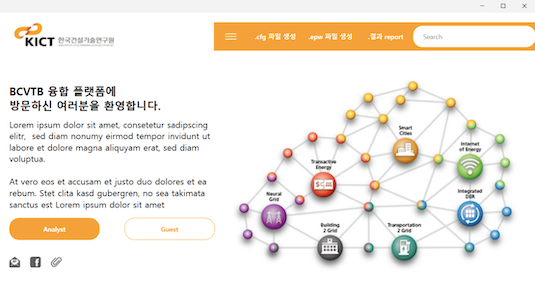 KICT 한국건설기술연구원
.cfg 파일 생성
.epw 파일 생성
.결과 report
Search
BCVTB 융합 플랫폼에
방문하신 여러분을 환영합니다.
Lorem ipsum dolor sit amet, consetetur sadipscing
elitr, sed diam nonumy eirmod tempor invidunt ut
labore et dolore magna aliquyam erat, sed diam
voluptua.
At vero eos et accusam et justo duo dolores et ea
rebum. Stet clita kasd gubergren, no sea takimata
sanctus est Lorem ipsum dolor sit amet
Analyst
Guest
Smart
Cities
Internet
of Energy
Transactive
Energy
Neural
Grid
Integrated
DER
Building
2 Grid
Transportation
2 Grid